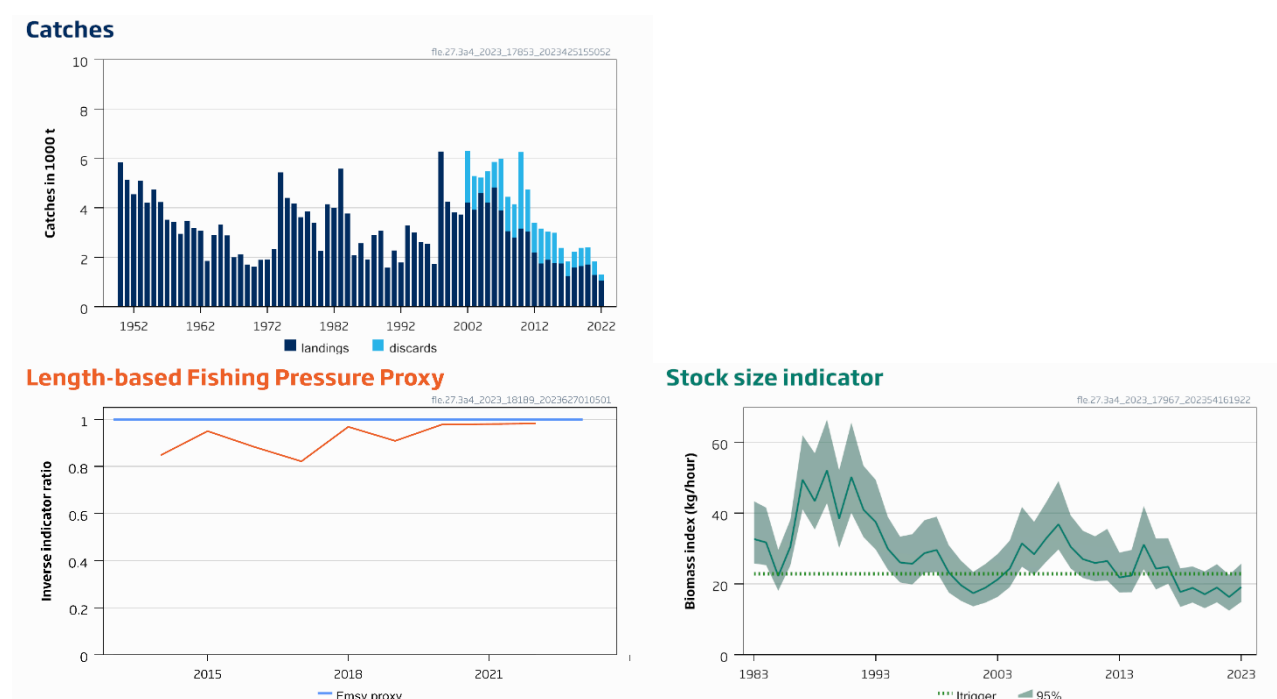 Catches
fle.27.3a4_2023_17853_2023425155052
Catches in 1000 t
10
8
6
4
2
0
1952 1962 1972 1982 1992 2002 2012 2022
landings discards
Length-based Fishing Pressure Proxy
fle.27.3a4_2023_18189_2023627010501
Inverse indicator ratio
1
0.8
0.6
0.4
0.2
0
2015 2018 2021
Fmsy proxy
Stock size indicator
fle.27.3a4_2023_17967_202354161922
Biomass index (kg/hour)
60
40
20
0
1983 1993 2003 2013 2023
Itrigger 95%